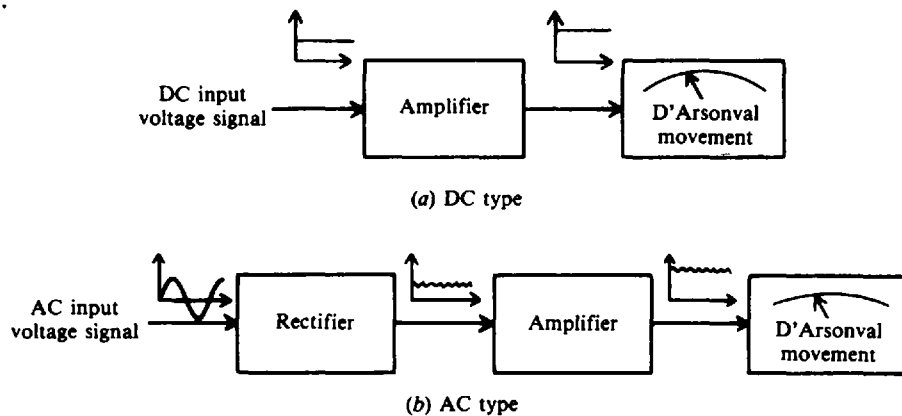 DC input
voltage signal
Amplifier
D'Arsonval
movement
(a) DC type
AC input
voltage signal
Rectifier
Amplifier
D'Arsonval
movement
(b) AC type